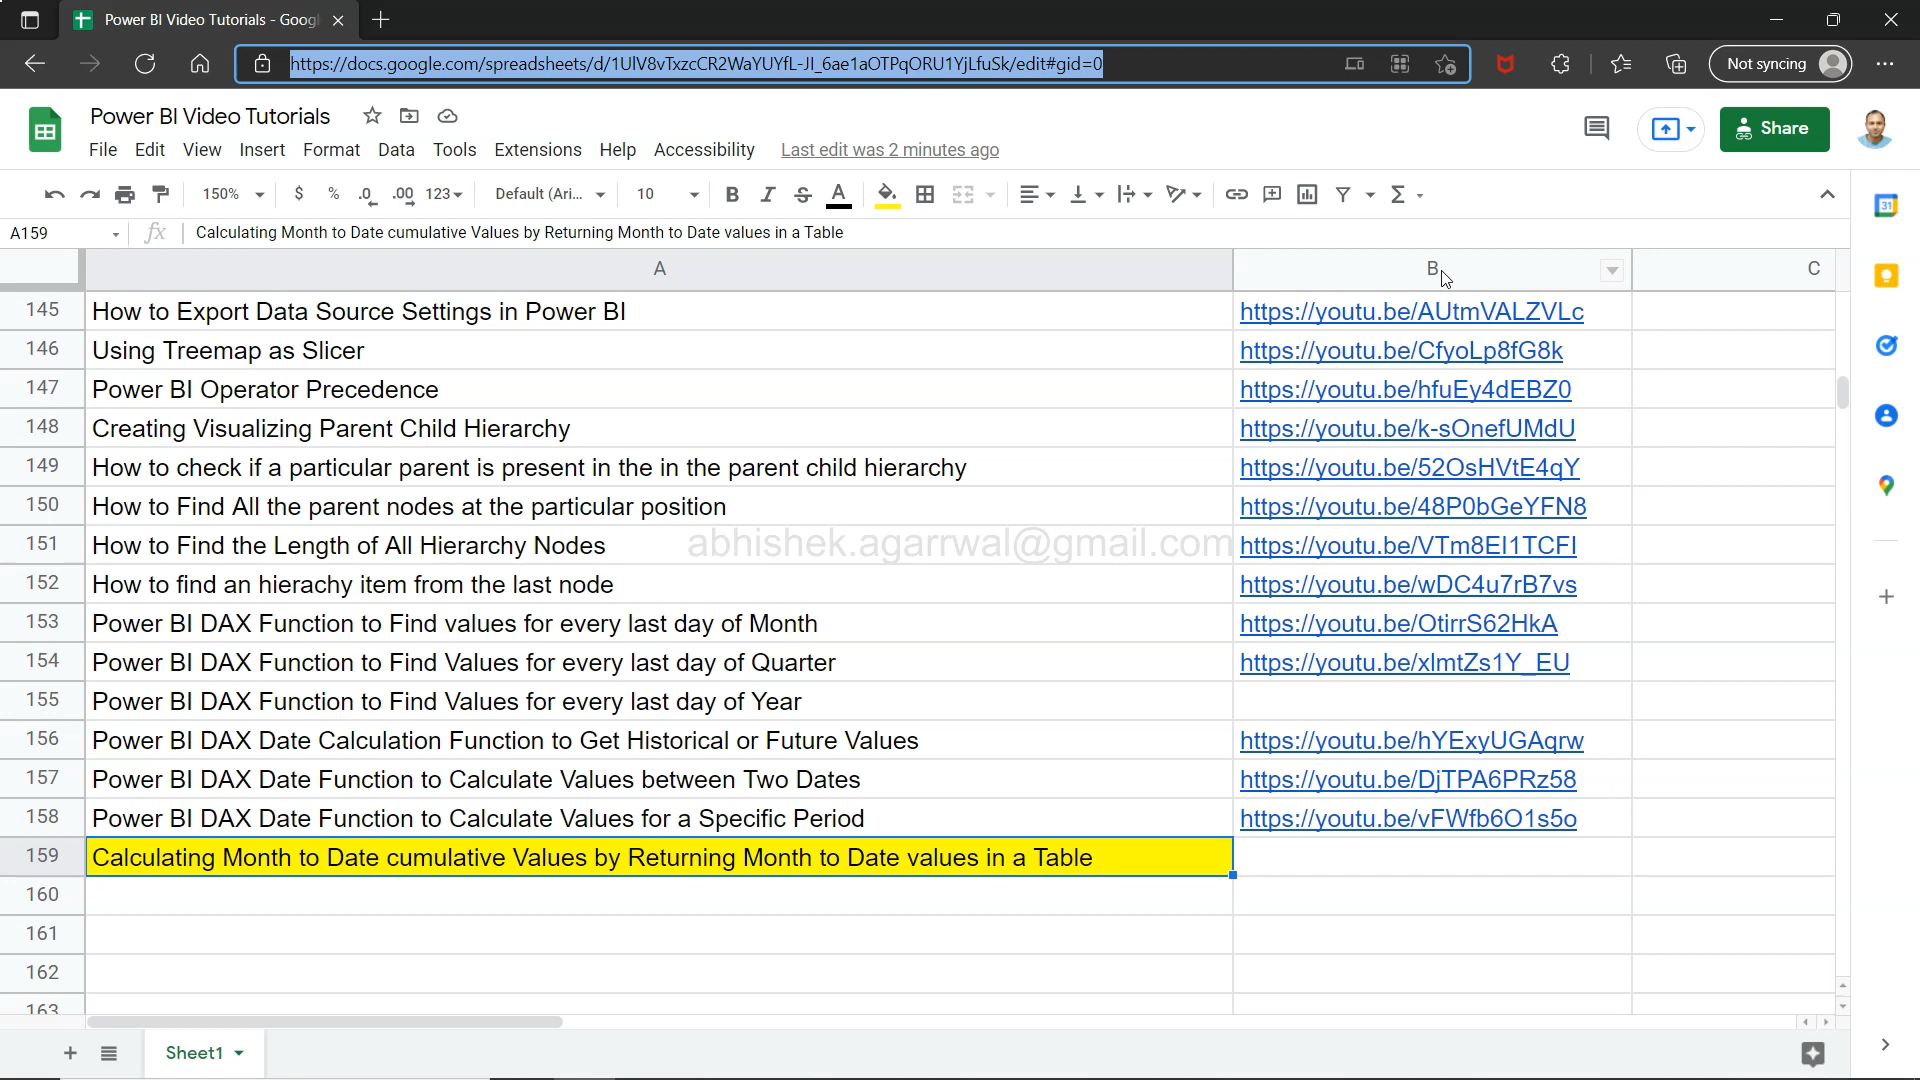 Power BI Video Tutorials - Goog
https://docs.google.com/spreadsheets/d/1UlV8vTxzcCR2WaYUYfL-JI_6ae1aOTPqORU1YjLfuSk/edit#gid=0
Not syncing
Power BI Video Tutorials
File Edit View Insert Format Data Tools Extensions Help Accessibility Last edit was 2 minutes ago
Share
150% $ % .0 .00 123 Default (Ari... 10 B I S A Σ
A159 fx Calculating Month to Date cumulative Values by Returning Month to Date values in a Table
A B C
145 How to Export Data Source Settings in Power BI https://youtu.be/AUtmVALZVLc
146 Using Treemap as Slicer https://youtu.be/CfyoLp8fG8k
147 Power BI Operator Precedence https://youtu.be/hfuEy4dEBZ0
148 Creating Visualizing Parent Child Hierarchy https://youtu.be/k-sOnefUMdU
149 How to check if a particular parent is present in the in the parent child hierarchy https://youtu.be/52OsHVtE4qY
150 How to Find All the parent nodes at the particular position https://youtu.be/48P0bGeYFN8
151 How to Find the Length of All Hierarchy Nodes https://youtu.be/VTm8EI1TCFI
abhishek.agarrwal@gmail.com
152 How to find an hierachy item from the last node https://youtu.be/wDC4u7rB7vs
153 Power BI DAX Function to Find values for every last day of Month https://youtu.be/OtirrS62HkA
154 Power BI DAX Function to Find Values for every last day of Quarter https://youtu.be/xlmtZs1Y_EU
155 Power BI DAX Function to Find Values for every last day of Year
156 Power BI DAX Date Calculation Function to Get Historical or Future Values https://youtu.be/hYExyUGAqrw
157 Power BI DAX Date Function to Calculate Values between Two Dates https://youtu.be/DjTPA6PRz58
158 Power BI DAX Date Function to Calculate Values for a Specific Period https://youtu.be/vFWfb6O1s5o
159 Calculating Month to Date cumulative Values by Returning Month to Date values in a Table
160
161
162
163
Sheet1
31